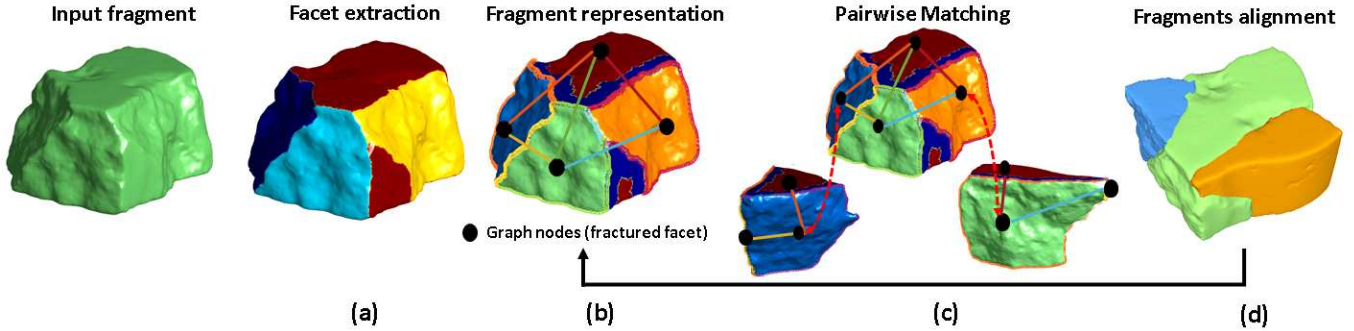 Input fragment
Facet extraction
Fragment representation
Pairwise Matching
Fragments alignment
Graph nodes (fractured facet)
(a)
(b)
(c)
(d)